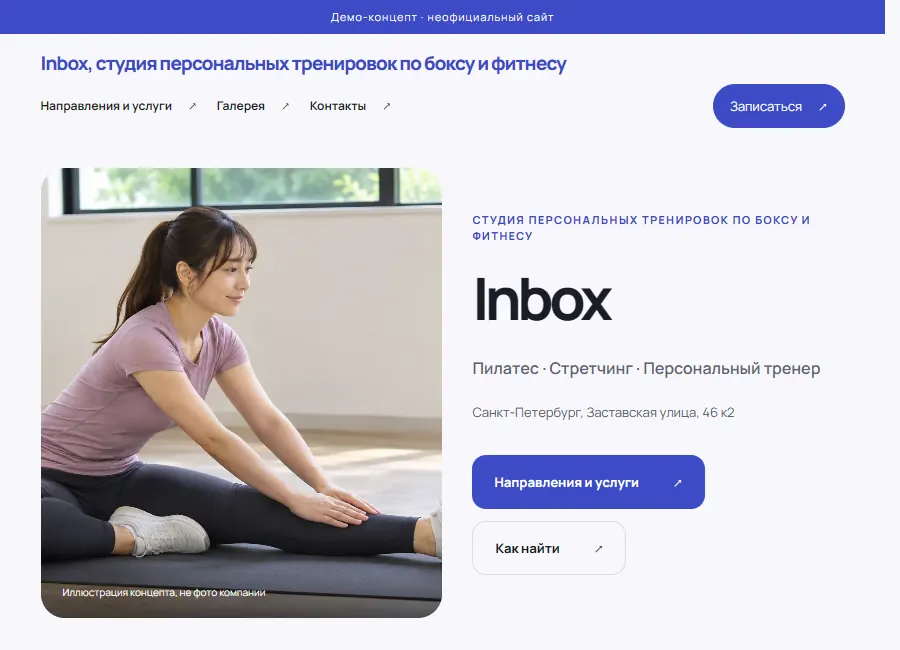 Демо-концепт · неофициальный сайт
Inbox, студия персональных тренировок по боксу и фитнесу
Направления и услуги ↗ Галерея ↗ Контакты ↗
Записаться ↗
СТУДИЯ ПЕРСОНАЛЬНЫХ ТРЕНИРОВОК ПО БОКСУ И
ФИТНЕСУ
Inbox
Пилатес · Стретчинг · Персональный тренер
Санкт-Петербург, Заставская улица, 46 к2
Направления и услуги ↗
Как найти ↗
Иллюстрация концепта, не фото компании